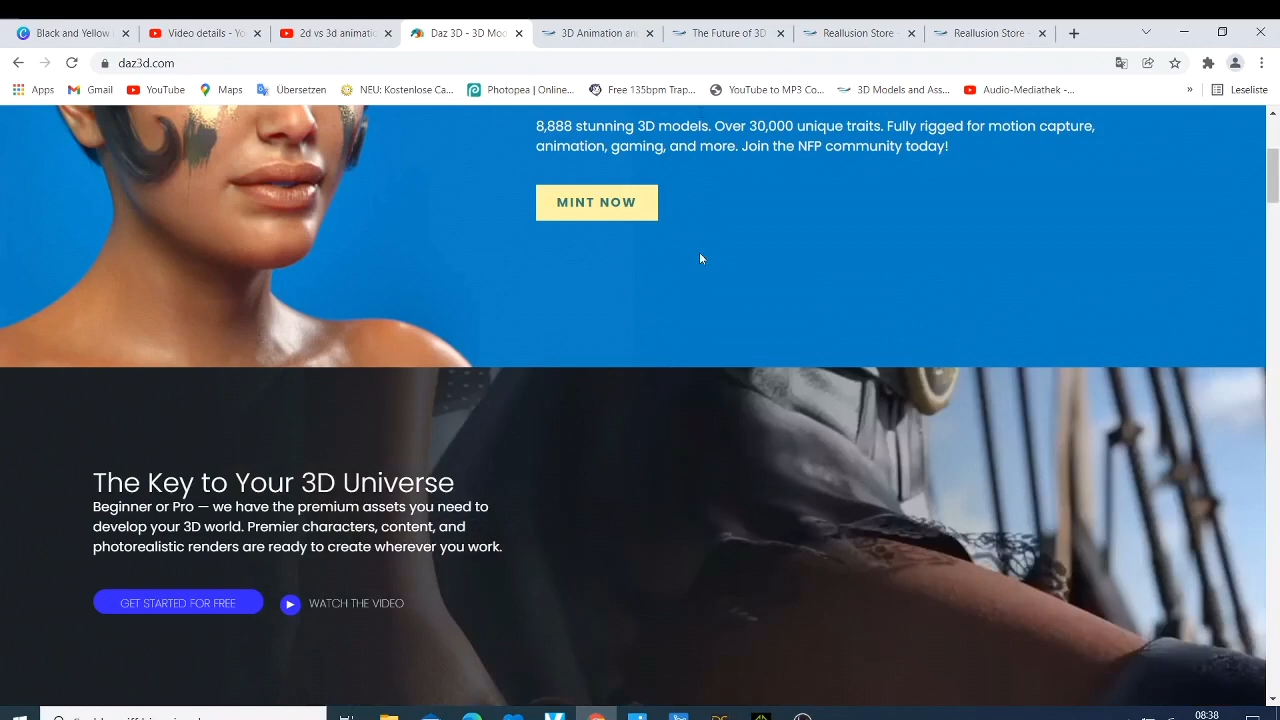 Black and Yellow
Video details - Yo
2d vs 3d animatio
Daz 3D - 3D Mod
3D Animation and
The Future of 3D
Reallusion Store -
Reallusion Store -
daz3d.com
Apps
Gmail
YouTube
Maps
Übersetzen
NEU: Kostenlose Ca...
Photopea | Online...
Free 135bpm Trap...
YouTube to MP3 Co...
3D Models and Ass...
Audio-Mediathek -...
»
Leseliste
8,888 stunning 3D models. Over 30,000 unique traits. Fully rigged for motion capture,
animation, gaming, and more. Join the NFP community today!
MINT NOW
The Key to Your 3D Universe
Beginner or Pro — we have the premium assets you need to
develop your 3D world. Premier characters, content, and
photorealistic renders are ready to create wherever you work.
GET STARTED FOR FREE
WATCH THE VIDEO
08:38